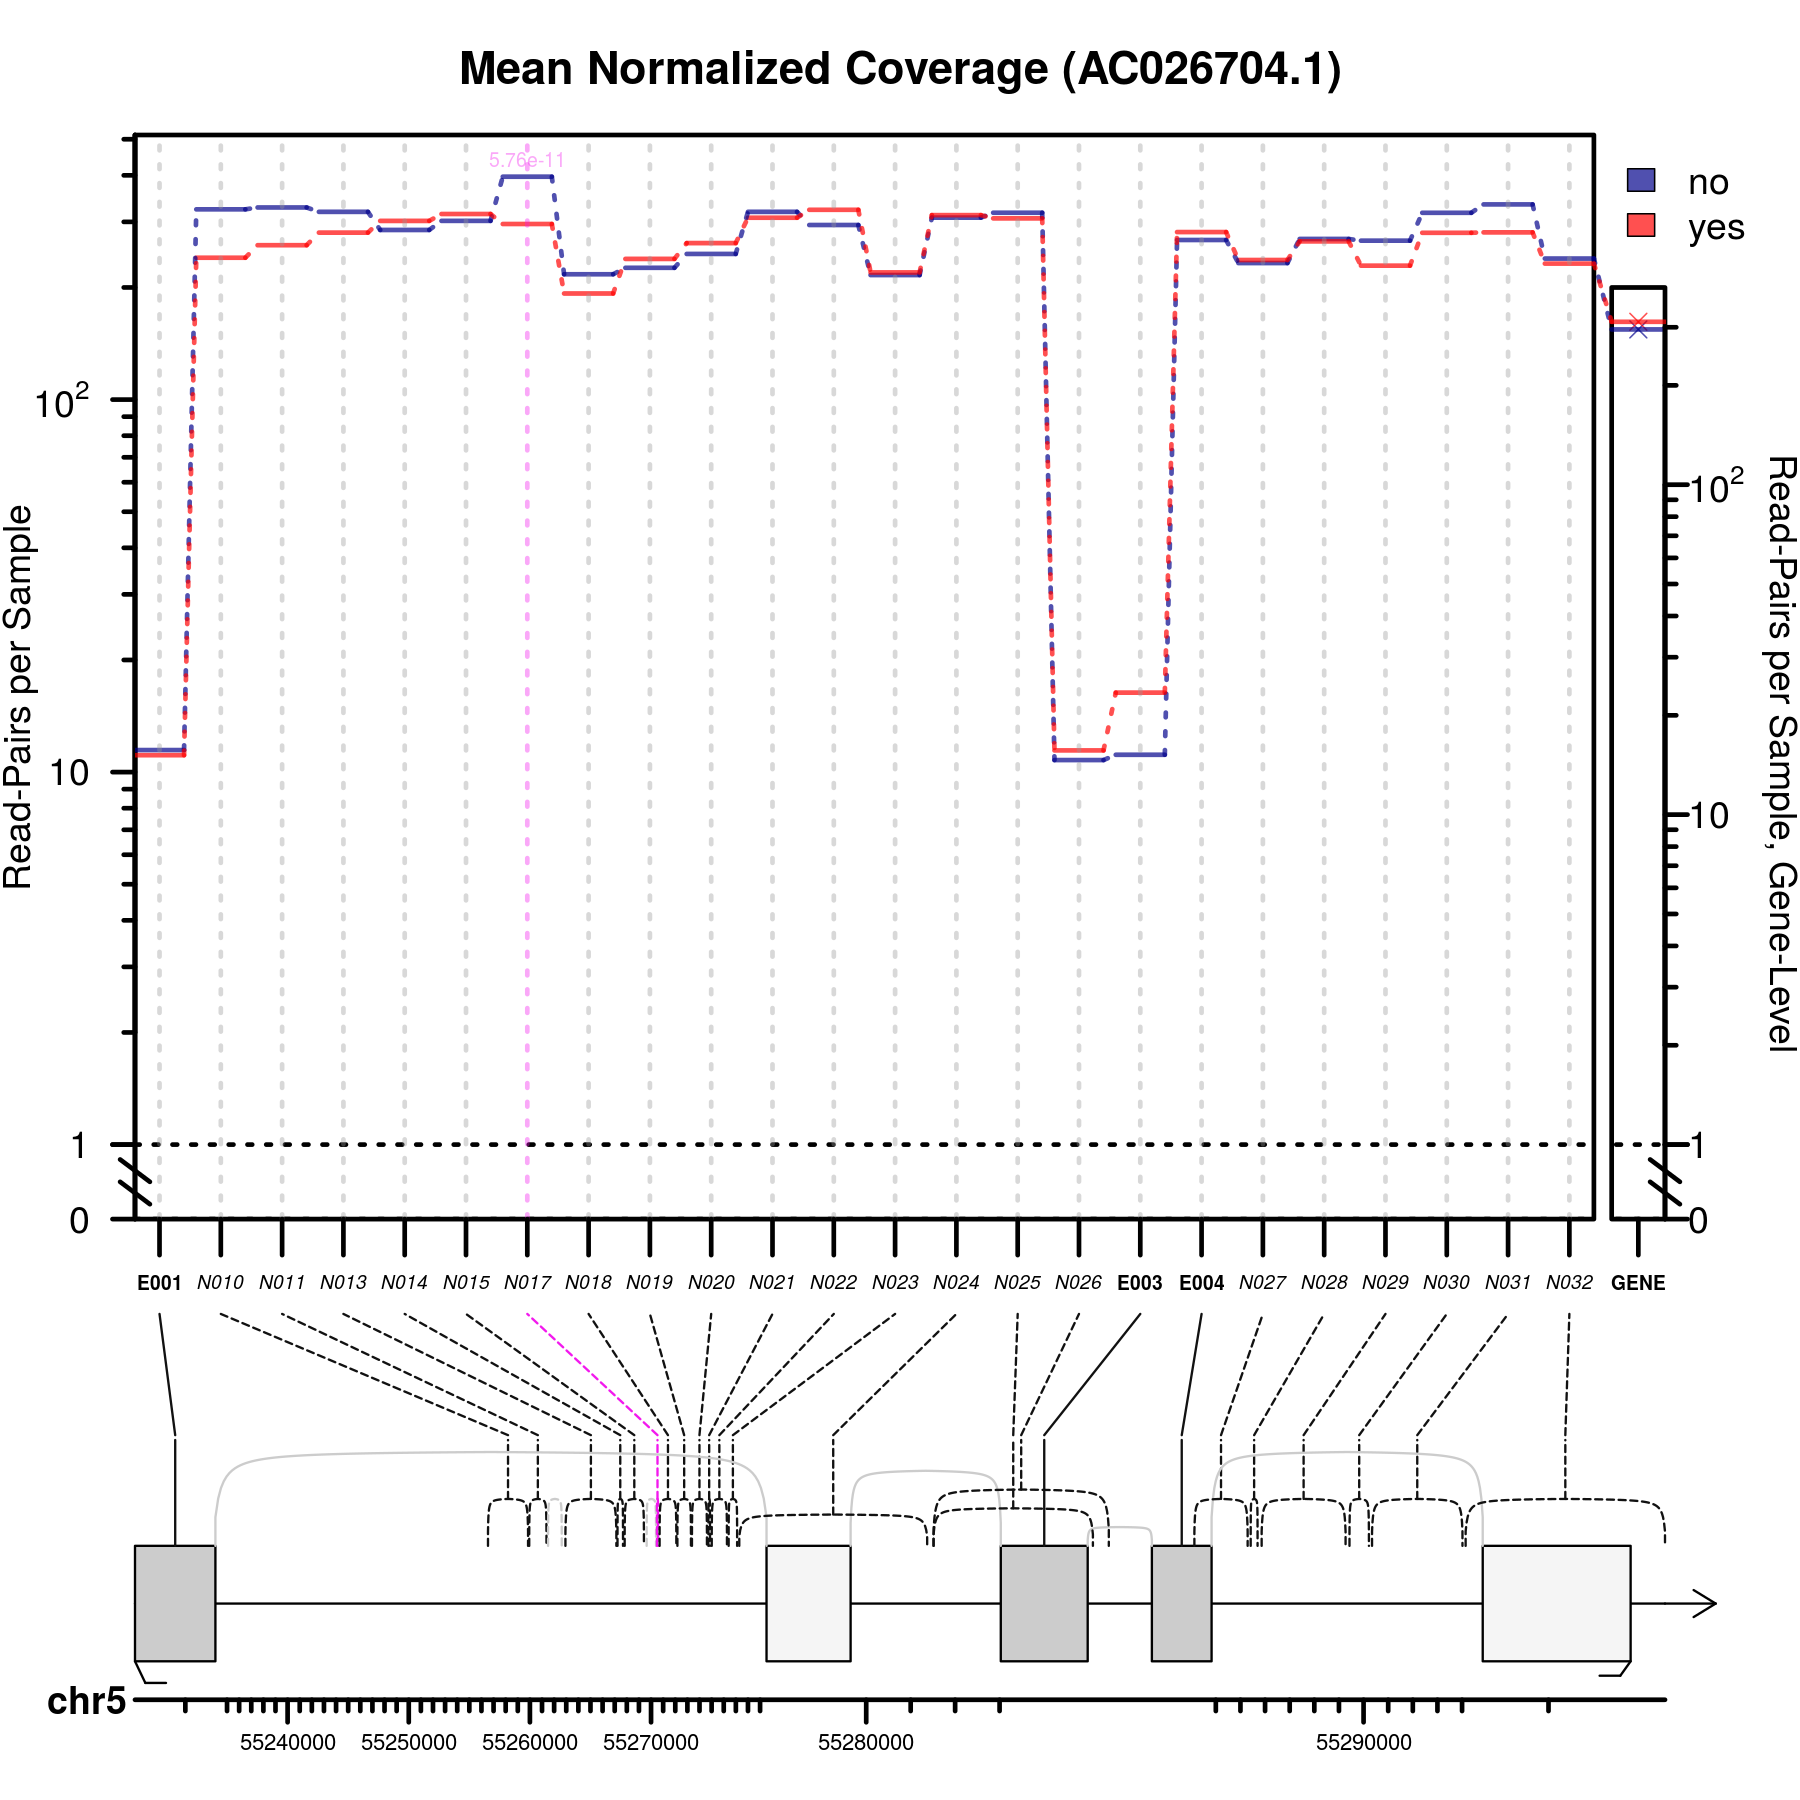 Mean Normalized Coverage (AC026704.1)
5.76e-11
no
yes
Read-Pairs per Sample
10²
10
1
0
10²
10
1
0
Read-Pairs per Sample, Gene-Level
E001 N010 N011 N013 N014 N015 N017 N018 N019 N020 N021 N022 N023 N024 N025 N026 E003 E004 N027 N028 N029 N030 N031 N032 GENE
chr5
55240000 55250000 55260000 55270000 55280000 55290000